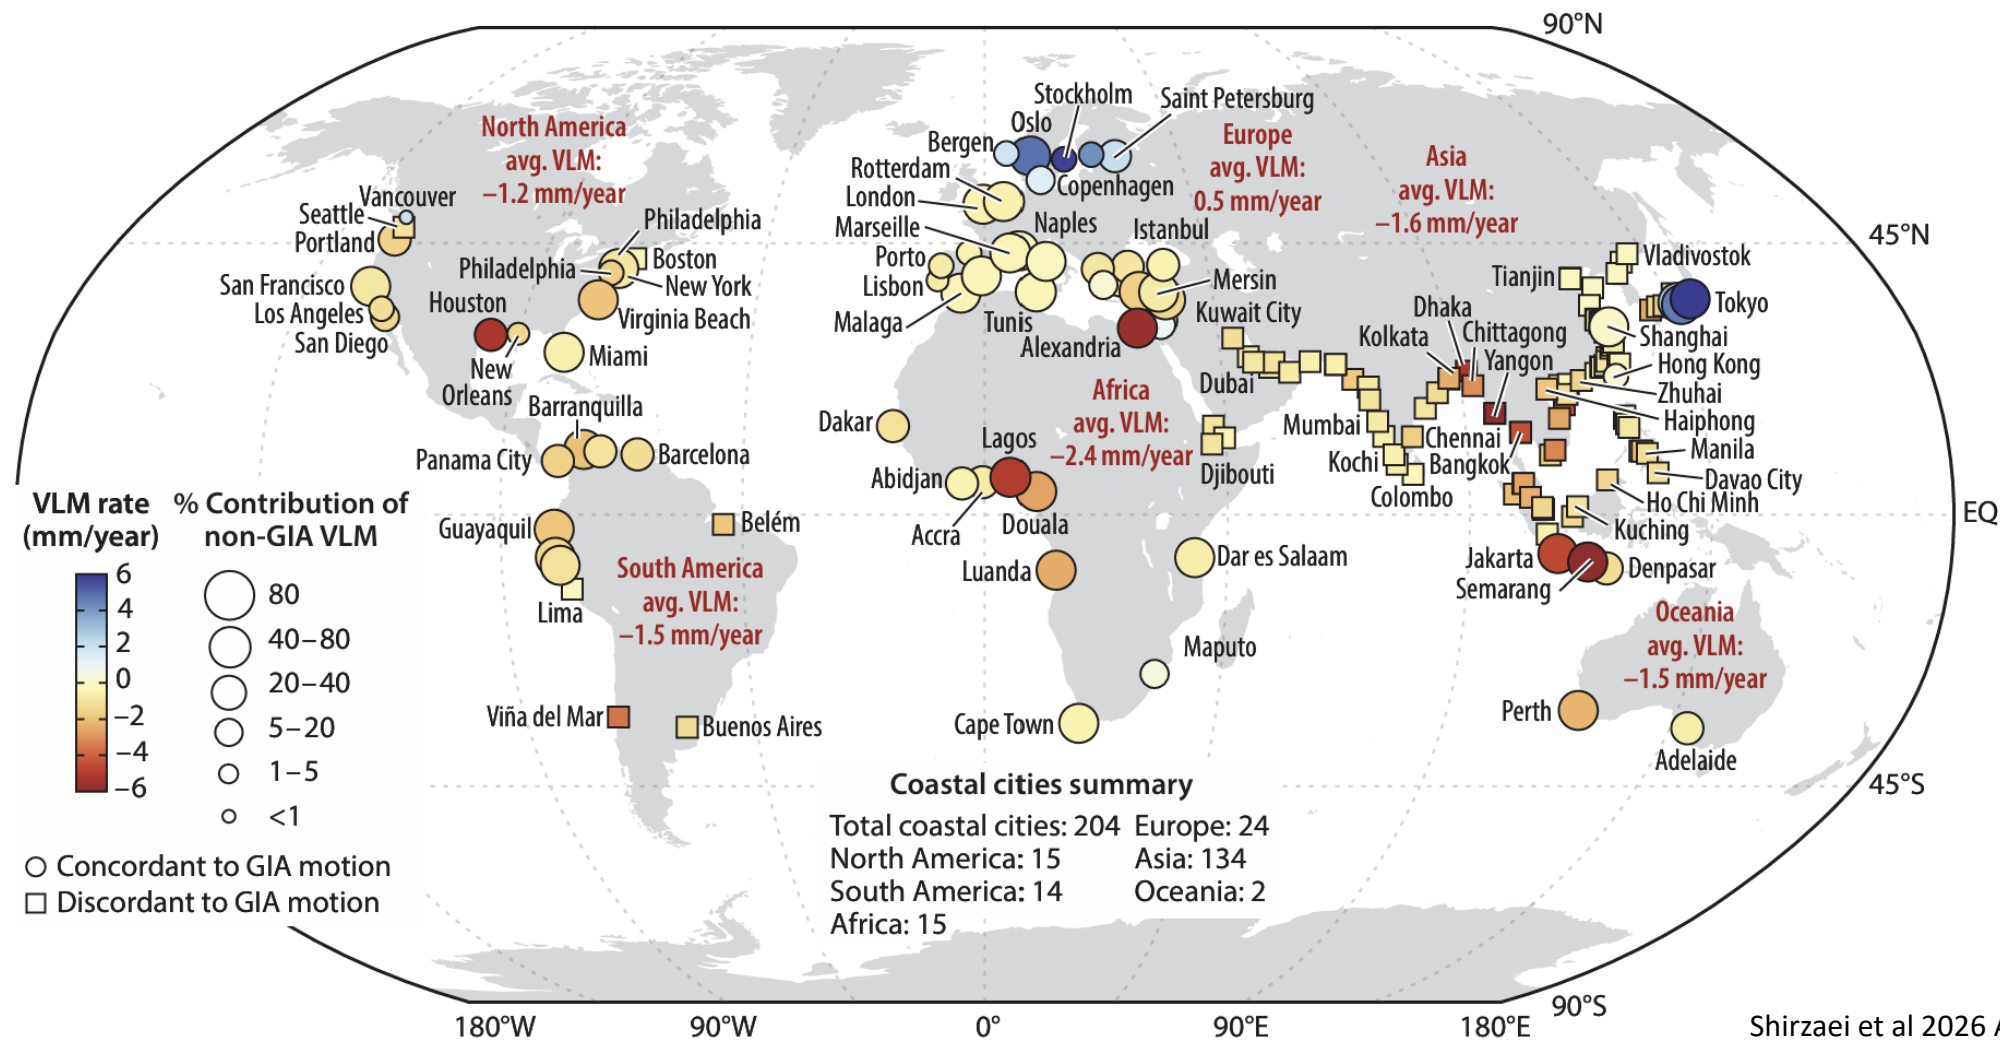 90°N
Stockholm
Saint Petersburg
Oslo
Bergen
North America
avg. VLM:
−1.2 mm/year
Europe
avg. VLM:
0.5 mm/year
Asia
avg. VLM:
−1.6 mm/year
Rotterdam
London
Copenhagen
Vancouver
Seattle
Portland
Philadelphia
Marseille
Naples
Istanbul
45°N
Philadelphia
Boston
New York
Porto
Lisbon
Vladivostok
Tianjin
San Francisco
Los Angeles
San Diego
Houston
Virginia Beach
Malaga
Tunis
Mersin
Kuwait City
Tokyo
Dhaka
Chittagong
Kolkata
Yangon
Shanghai
New
Orleans
Miami
Alexandria
Dubai
Hong Kong
Zhuhai
Barranquilla
Africa
avg. VLM:
−2.4 mm/year
Dakar
Lagos
Mumbai
Chennai
Haiphong
Manila
Panama City
Barcelona
Abidjan
Djibouti
Kochi
Bangkok
Davao City
Colombo
Ho Chi Minh
Kuching
VLM rate
(mm/year)
% Contribution of
non-GIA VLM
Guayaquil
Belém
Accra
Douala
EQ
South America
avg. VLM:
−1.5 mm/year
Luanda
Dar es Salaam
Jakarta
Semarang
Denpasar
Lima
Oceania
avg. VLM:
−1.5 mm/year
6
4
2
0
−2
−4
−6
80
40–80
20–40
5–20
1–5
<1
Maputo
Viña del Mar
Buenos Aires
Cape Town
Perth
Adelaide
45°S
Concordant to GIA motion
Discordant to GIA motion
Coastal cities summary
Total coastal cities: 204
North America: 15
South America: 14
Africa: 15
Europe: 24
Asia: 134
Oceania: 2
90°S
180°W
90°W
0°
90°E
180°E
Shirzaei et al 2026